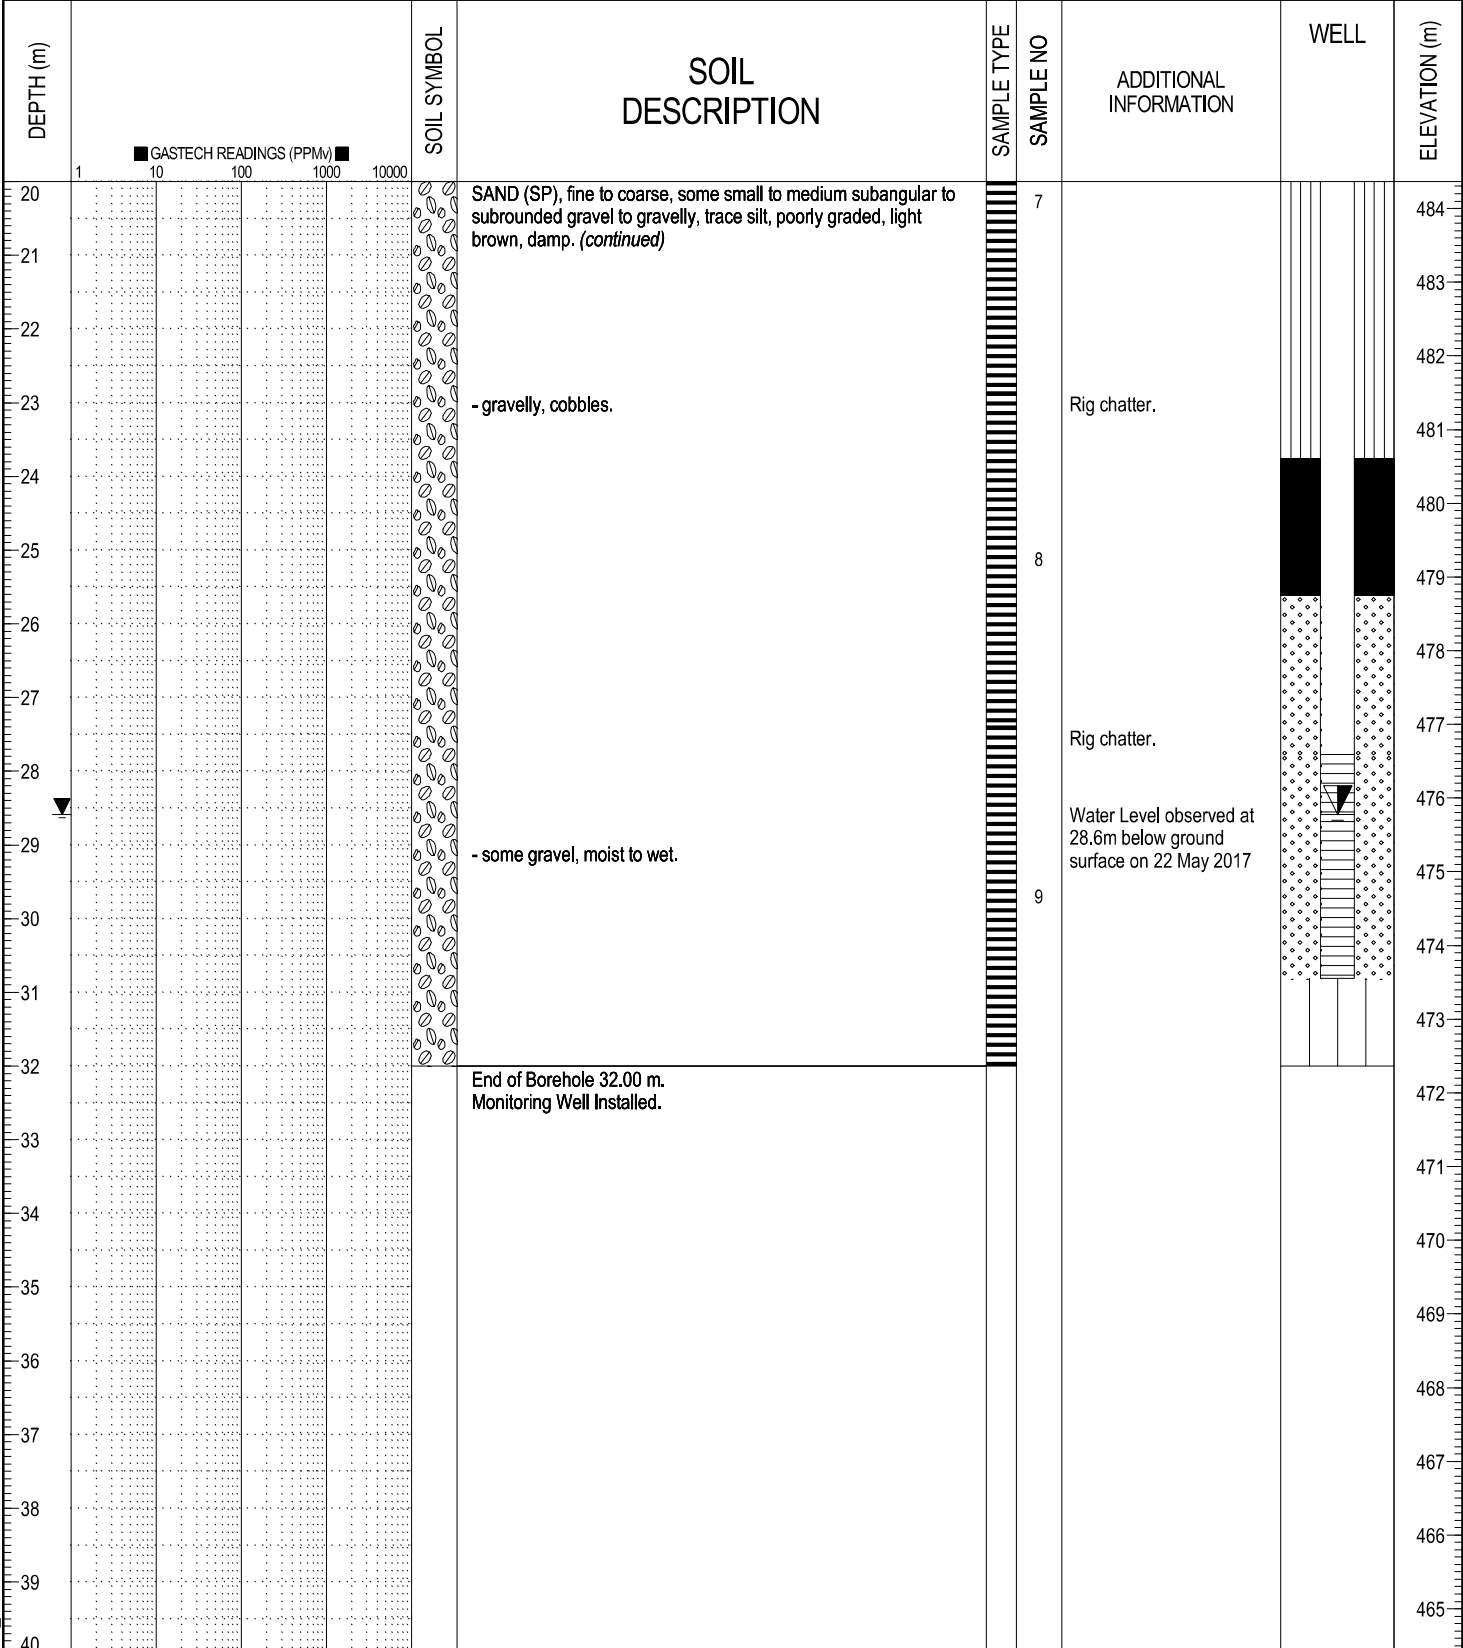 DEPTH (m)
■ GASTECH READINGS (PPMv) ■
1 10 100 1000 10000
SOIL SYMBOL
SOIL
DESCRIPTION
SAMPLE TYPE
SAMPLE NO
ADDITIONAL
INFORMATION
WELL
ELEVATION (m)
20
21
22
23
24
25
26
27
28
29
30
31
32
33
34
35
36
37
38
39
40
SAND (SP), fine to coarse, some small to medium subangular to
subrounded gravel to gravelly, trace silt, poorly graded, light
brown, damp. (continued)
- gravelly, cobbles.
- some gravel, moist to wet.
End of Borehole 32.00 m.
Monitoring Well Installed.
7
8
9
Rig chatter.
Rig chatter.
Water Level observed at
28.6m below ground
surface on 22 May 2017
484
483
482
481
480
479
478
477
476
475
474
473
472
471
470
469
468
467
466
465